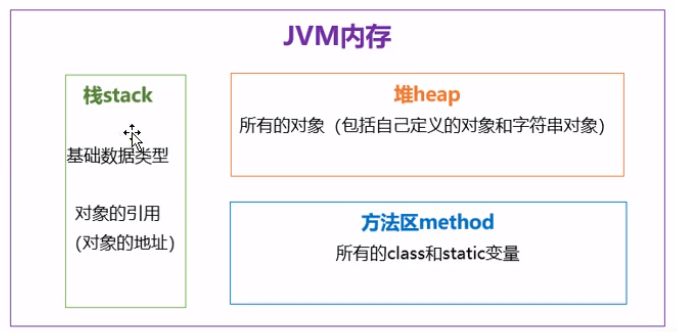 JVM内存
栈stack
基础数据类型
对象的引用
(对象的地址)
堆heap
所有的对象（包括自己定义的对象和字符串对象）
方法区method
所有的class和static变量